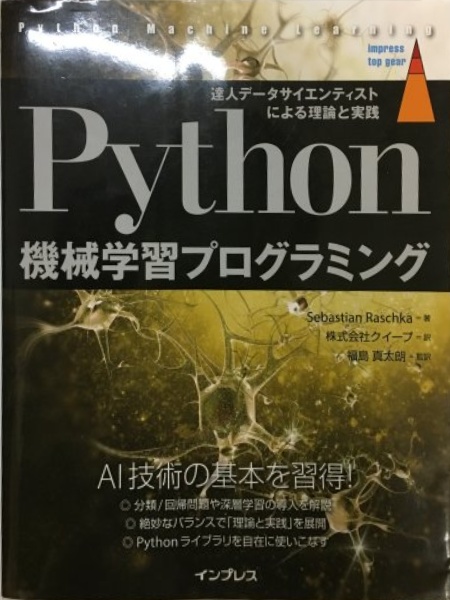 Python Machine Learning
impress
top gear
達人データサイエンティスト
による理論と実践
Python
機械学習プログラミング
Sebastian Raschka=著
株式会社クイープ=訳
福島 真太朗=監訳
AI技術の基本を習得!
◎ 分類/回帰問題や深層学習の導入を解説
◎ 絶妙なバランスで「理論と実践」を展開
◎ Pythonライブラリを自在に使いこなす
インプレス